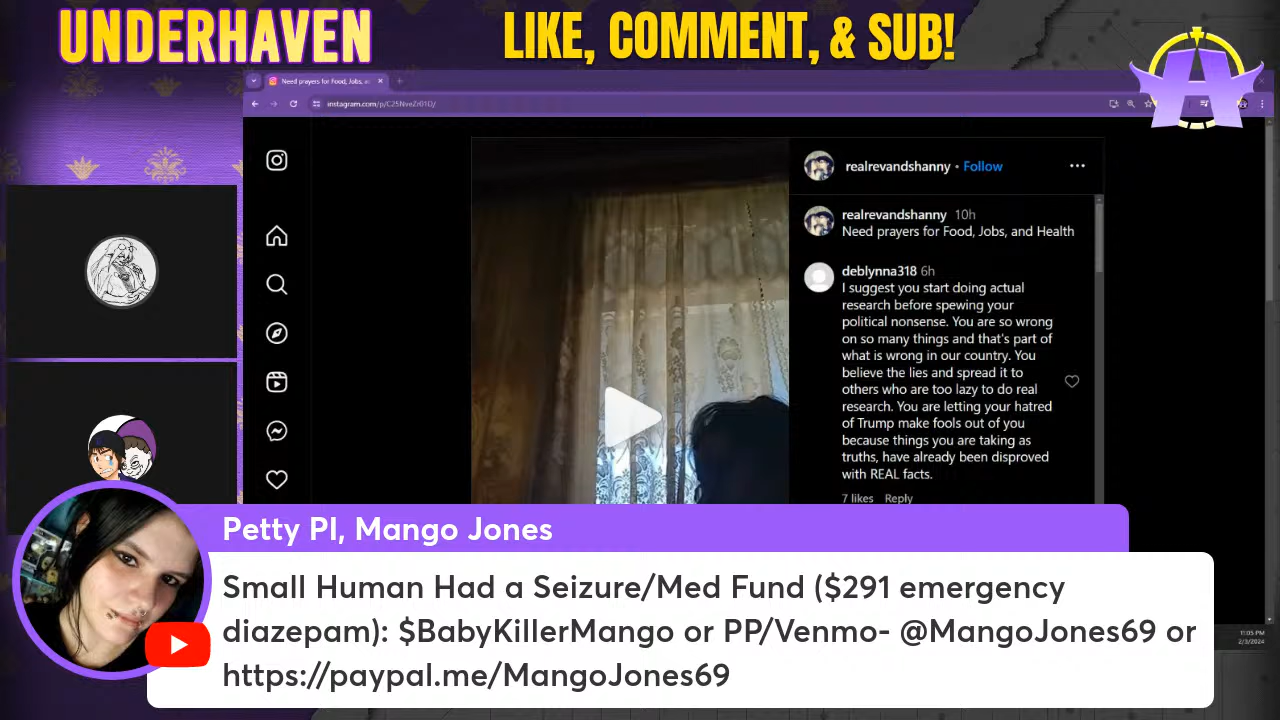 UNDERHAVEN
LIKE, COMMENT, & SUB!
Need prayers for Food, Jobs, a
instagram.com/p/
realrevandshanny • Follow
realrevandshanny 10h
Need prayers for Food, Jobs, and Health
deblynna318 6h
I suggest you start doing actual
research before spewing your
political nonsense. You are so wrong
on so many things and that's part of
what is wrong in our country. You
believe the lies and spread it to
others who are too lazy to do real
research. You are letting your hatred
of Trump make fools out of you
because things you are taking as
truths, have already been disproved
with REAL facts.
7 likes Reply
Petty PI, Mango Jones
Small Human Had a Seizure/Med Fund ($291 emergency
diazepam): $BabyKillerMango or PP/Venmo- @MangoJones69 or
https://paypal.me/MangoJones69
11:05 PM
2/3/2024